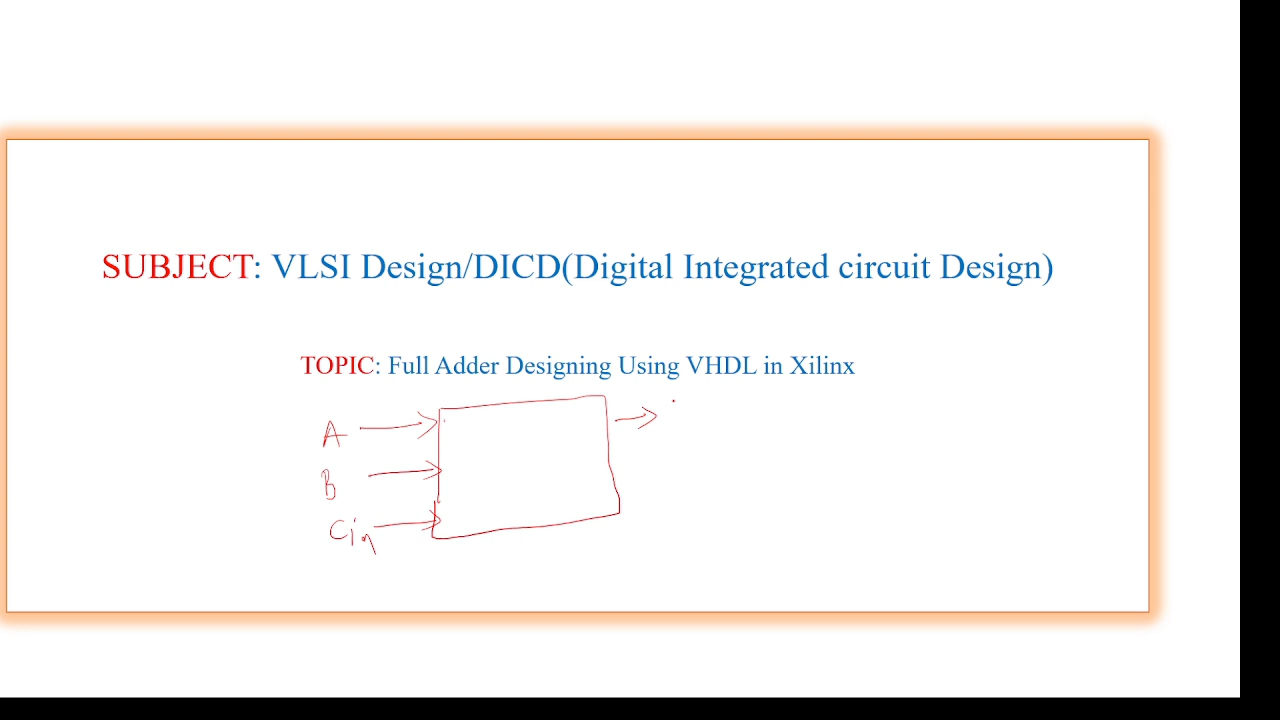 SUBJECT: VLSI Design/DICD(Digital Integrated circuit Design)
TOPIC: Full Adder Designing Using VHDL in Xilinx
A
B
Cin